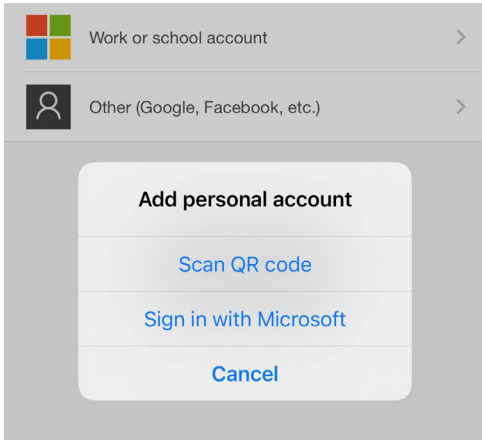 Work or school account
Other (Google, Facebook, etc.)
Add personal account
Scan QR code
Sign in with Microsoft
Cancel